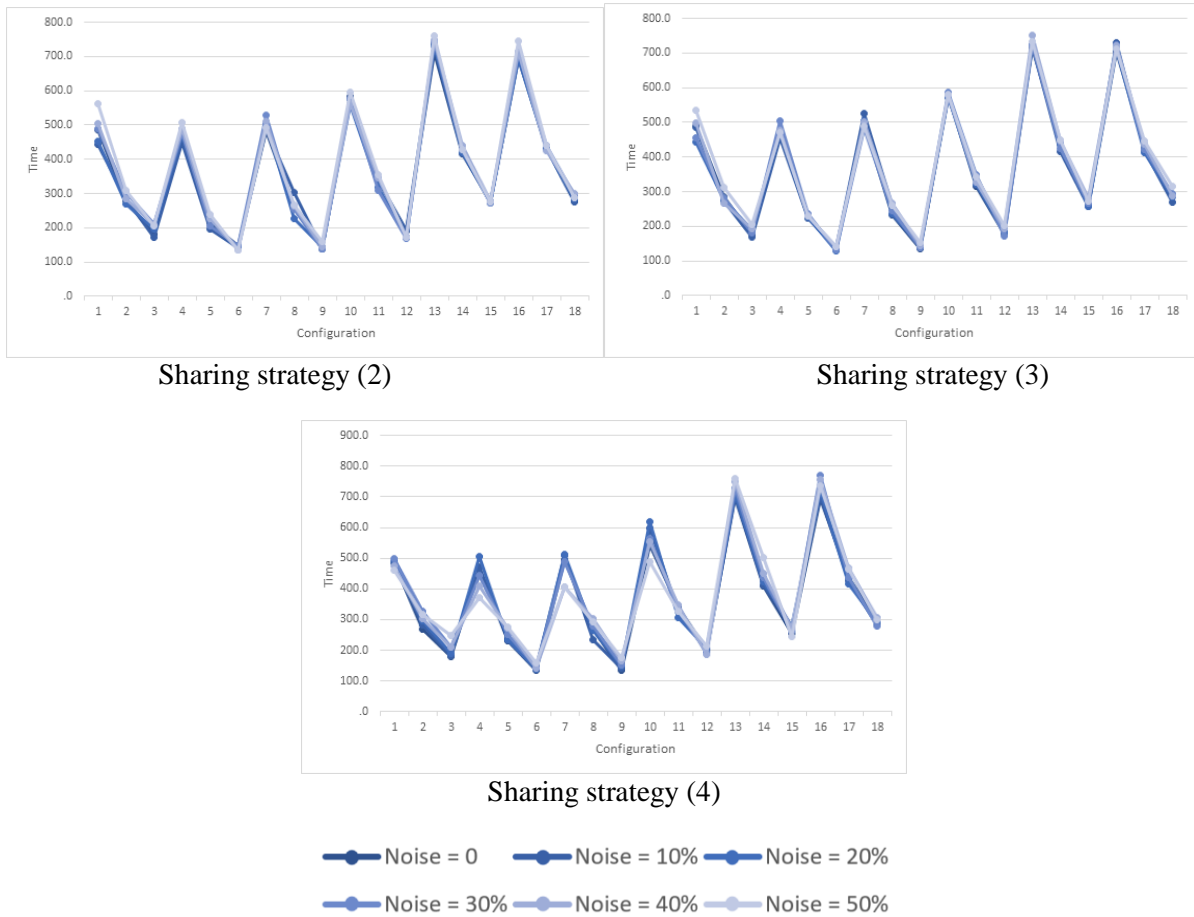 800.0
700.0
600.0
500.0
400.0
300.0
200.0
100.0
.0
Time
1 2 3 4 5 6 7 8 9 10 11 12 13 14 15 16 17 18
Configuration
Sharing strategy (2)
800.0
700.0
600.0
500.0
400.0
300.0
200.0
100.0
.0
Time
1 2 3 4 5 6 7 8 9 10 11 12 13 14 15 16 17 18
Configuration
Sharing strategy (3)
900.0
800.0
700.0
600.0
500.0
400.0
300.0
200.0
100.0
.0
Time
1 2 3 4 5 6 7 8 9 10 11 12 13 14 15 16 17 18
Configuration
Sharing strategy (4)
Noise = 0 Noise = 10% Noise = 20%
Noise = 30% Noise = 40% Noise = 50%